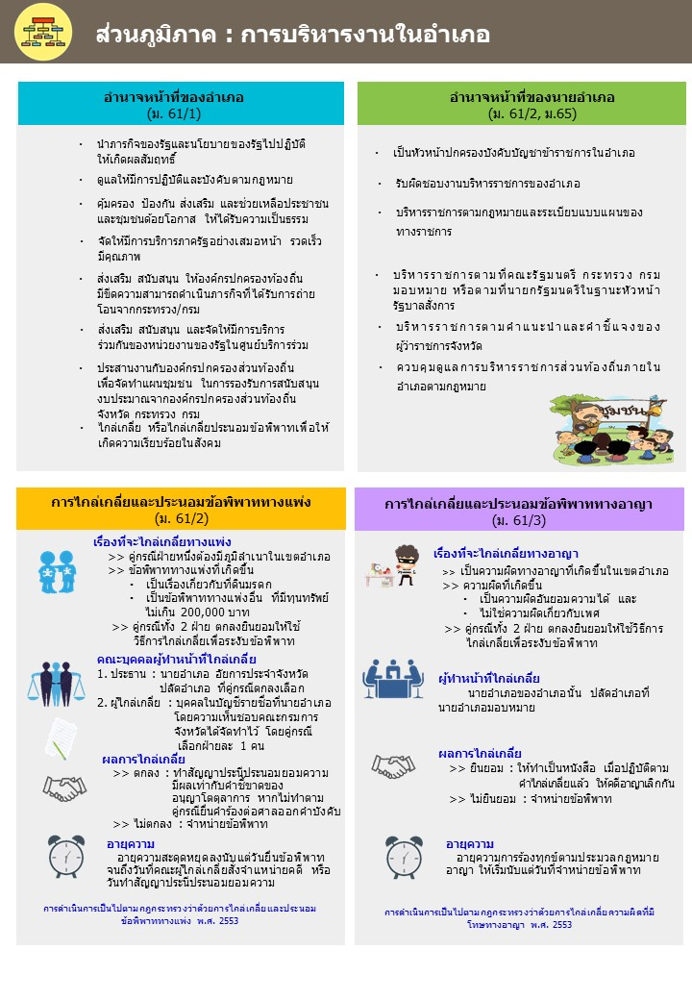 ส่วนภูมิภาค : การบริหารงานในอำเภอ
อำนาจหน้าที่ของอำเภอ
(ม. 61/1)
• นำภารกิจของรัฐและนโยบายของรัฐไปปฏิบัติ
ให้เกิดผลสัมฤทธิ์
• ดูแลให้มีการปฏิบัติและบังคับตามกฎหมาย
• คุ้มครอง ป้องกัน ส่งเสริม และช่วยเหลือประชาชน
และชุมชนด้อยโอกาส ให้ได้รับความเป็นธรรม
• จัดให้มีการบริการภาครัฐอย่างเสมอหน้า รวดเร็ว
มีคุณภาพ
• ส่งเสริม สนับสนุน ให้องค์กรปกครองท้องถิ่น
มีขีดความสามารถดำเนินภารกิจที่ได้รับการถ่าย
โอนจากกระทรวง/กรม
• ส่งเสริม สนับสนุน และจัดให้มีการบริการ
ร่วมกันของหน่วยงานของรัฐในศูนย์บริการร่วม
• ประสานงานกับองค์กรปกครองส่วนท้องถิ่น
เพื่อจัดทำแผนชุมชน ในการรองรับการสนับสนุน
งบประมาณจากองค์กรปกครองส่วนท้องถิ่น
จังหวัด กระทรวง กรม
• ไกล่เกลี่ย หรือไกล่เกลี่ยประนอมข้อพิพาทเพื่อให้
เกิดความเรียบร้อยในสังคม
อำนาจหน้าที่ของนายอำเภอ
(ม. 61/2, ม.65)
• เป็นหัวหน้าปกครองบังคับบัญชาข้าราชการในอำเภอ
• รับผิดชอบงานบริหารราชการของอำเภอ
• บริหารราชการตามกฎหมายและระเบียบแบบแผนของ
ทางราชการ
• บริหารราชการตามที่คณะรัฐมนตรี กระทรวง กรม
มอบหมาย หรือตามที่นายกรัฐมนตรีในฐานะหัวหน้า
รัฐบาลสั่งการ
• บริหารราชการตามคำแนะนำและคำชี้แจงของ
ผู้ว่าราชการจังหวัด
• ควบคุมดูแลการบริหารราชการส่วนท้องถิ่นภายใน
อำเภอตามกฎหมาย
ชุมชน
การไกล่เกลี่ยและประนอมข้อพิพาททางแพ่ง
(ม. 61/2)
เรื่องที่จะไกล่เกลี่ยทางแพ่ง
>> คู่กรณีฝ่ายหนึ่งต้องมีภูมิลำเนาในเขตอำเภอ
>> ข้อพิพาททางแพ่งที่เกิดขึ้น
• เป็นเรื่องเกี่ยวกับที่ดินมรดก
• เป็นข้อพิพาททางแพ่งอื่น ที่มีทุนทรัพย์
ไม่เกิน 200,000 บาท
>> คู่กรณีทั้ง 2 ฝ่าย ตกลงยินยอมให้ใช้
วิธีการไกล่เกลี่ยเพื่อระงับข้อพิพาท
คณะบุคคลผู้ทำหน้าที่ไกล่เกลี่ย
1. ประธาน : นายอำเภอ อัยการประจำจังหวัด
ปลัดอำเภอ ที่คู่กรณีตกลงเลือก
2. ผู้ไกล่เกลี่ย : บุคคลในบัญชีรายชื่อที่นายอำเภอ
โดยความเห็นชอบคณะกรมการ
จังหวัดได้จัดทำไว้ โดยคู่กรณี
เลือกฝ่ายละ 1 คน
ผลการไกล่เกลี่ย
>> ตกลง : ทำสัญญาประนีประนอมยอมความ
มีผลเท่ากับคำชี้ขาดของ
อนุญาโตตุลาการ หากไม่ทำตาม
คู่กรณียื่นคำร้องต่อศาลออกคำบังคับ
>> ไม่ตกลง : จำหน่ายข้อพิพาท
อายุความ
อายุความสะดุดหยุดลงนับแต่วันยื่นข้อพิพาท
จนถึงวันที่คณะผู้ไกล่เกลี่ยสั่งจำแหน่ายคดี หรือ
วันทำสัญญาประนีประนอมยอมความ
การดำเนินการเป็นไปตามกฎกระทรวงว่าด้วยการไกล่เกลี่ยและประนอม
ข้อพิพาททางแพ่ง พ.ศ. 2553
การไกล่เกลี่ยและประนอมข้อพิพาททางอาญา
(ม. 61/3)
เรื่องที่จะไกล่เกลี่ยทางอาญา
>> เป็นความผิดทางอาญาที่เกิดขึ้นในเขตอำเภอ
>> ความผิดที่เกิดขึ้น
• เป็นความผิดอันยอมความได้ และ
• ไม่ใช่ความผิดเกี่ยวกับเพศ
>> คู่กรณีทั้ง 2 ฝ่าย ตกลงยินยอมให้ใช้วิธีการ
ไกล่เกลี่ยเพื่อระงับข้อพิพาท
ผู้ทำหน้าที่ไกล่เกลี่ย
นายอำเภอของอำเภอนั้น ปลัดอำเภอที่
นายอำเภอมอบหมาย
ผลการไกล่เกลี่ย
>> ยินยอม : ให้ทำเป็นหนังสือ เมื่อปฏิบัติตาม
คำไกล่เกลี่ยแล้ว ให้คดีอาญาเลิกกัน
>> ไม่ยินยอม : จำหน่ายข้อพิพาท
อายุความ
อายุความการร้องทุกข์ตามประมวลกฎหมาย
อาญา ให้เริ่มนับแต่วันที่จำหน่ายข้อพิพาท
การดำเนินการเป็นไปตามกฎกระทรวงว่าด้วยการไกล่เกลี่ยความผิดที่มี
โทษทางอาญา พ.ศ. 2553